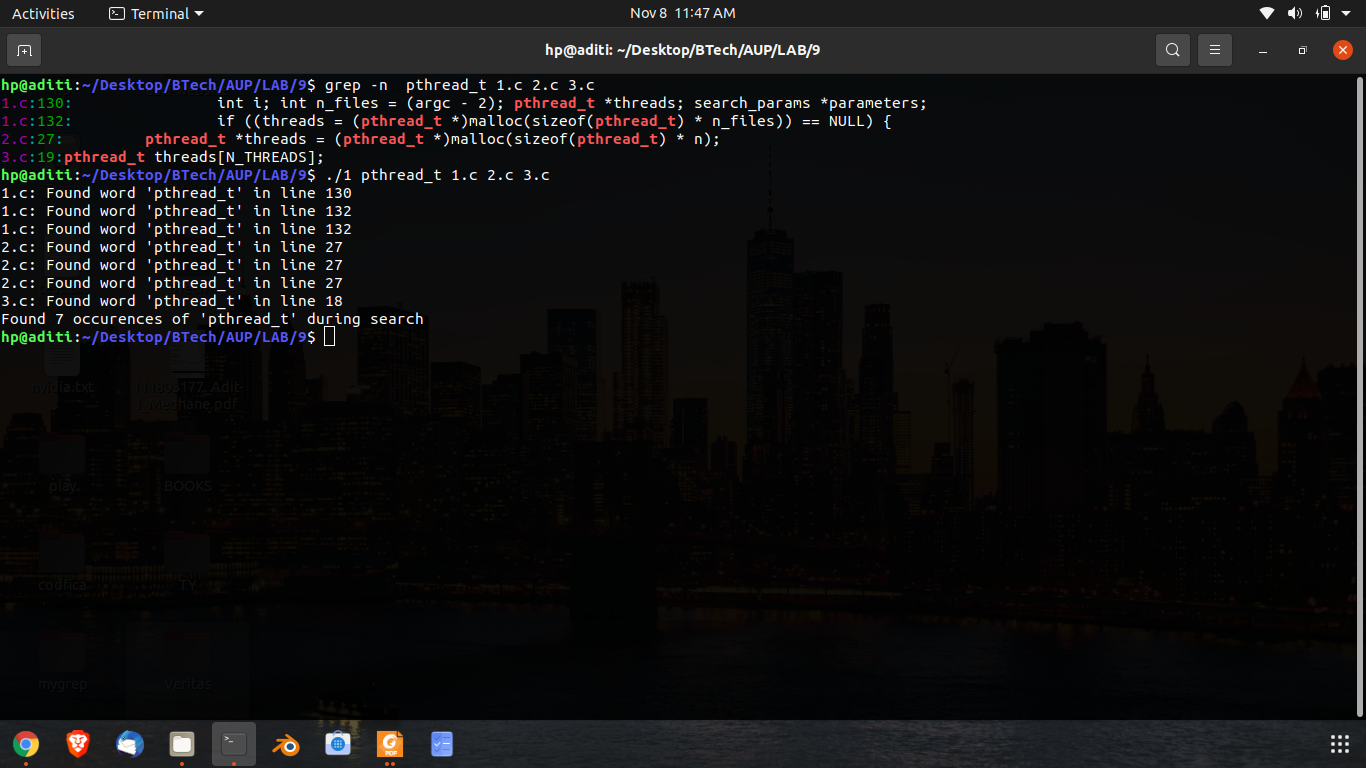 Activities
Terminal
Nov 8 11:47 AM
hp@aditi: ~/Desktop/BTech/AUP/LAB/9
hp@aditi:~/Desktop/BTech/AUP/LAB/9$ grep -n  pthread_t 1.c 2.c 3.c
1.c:130:                int i; int n_files = (argc - 2); pthread_t *threads; search_params *parameters;
1.c:132:                if ((threads = (pthread_t *)malloc(sizeof(pthread_t) * n_files)) == NULL) {
2.c:27:         pthread_t *threads = (pthread_t *)malloc(sizeof(pthread_t) * n);
3.c:19:pthread_t threads[N_THREADS];
hp@aditi:~/Desktop/BTech/AUP/LAB/9$ ./1 pthread_t 1.c 2.c 3.c
1.c: Found word 'pthread_t' in line 130
1.c: Found word 'pthread_t' in line 132
1.c: Found word 'pthread_t' in line 132
2.c: Found word 'pthread_t' in line 27
2.c: Found word 'pthread_t' in line 27
2.c: Found word 'pthread_t' in line 27
3.c: Found word 'pthread_t' in line 18
Found 7 occurences of 'pthread_t' during search
hp@aditi:~/Desktop/BTech/AUP/LAB/9$
nvidia.txt
play
BOOKS
TY
mygrep
Veritas
PDF